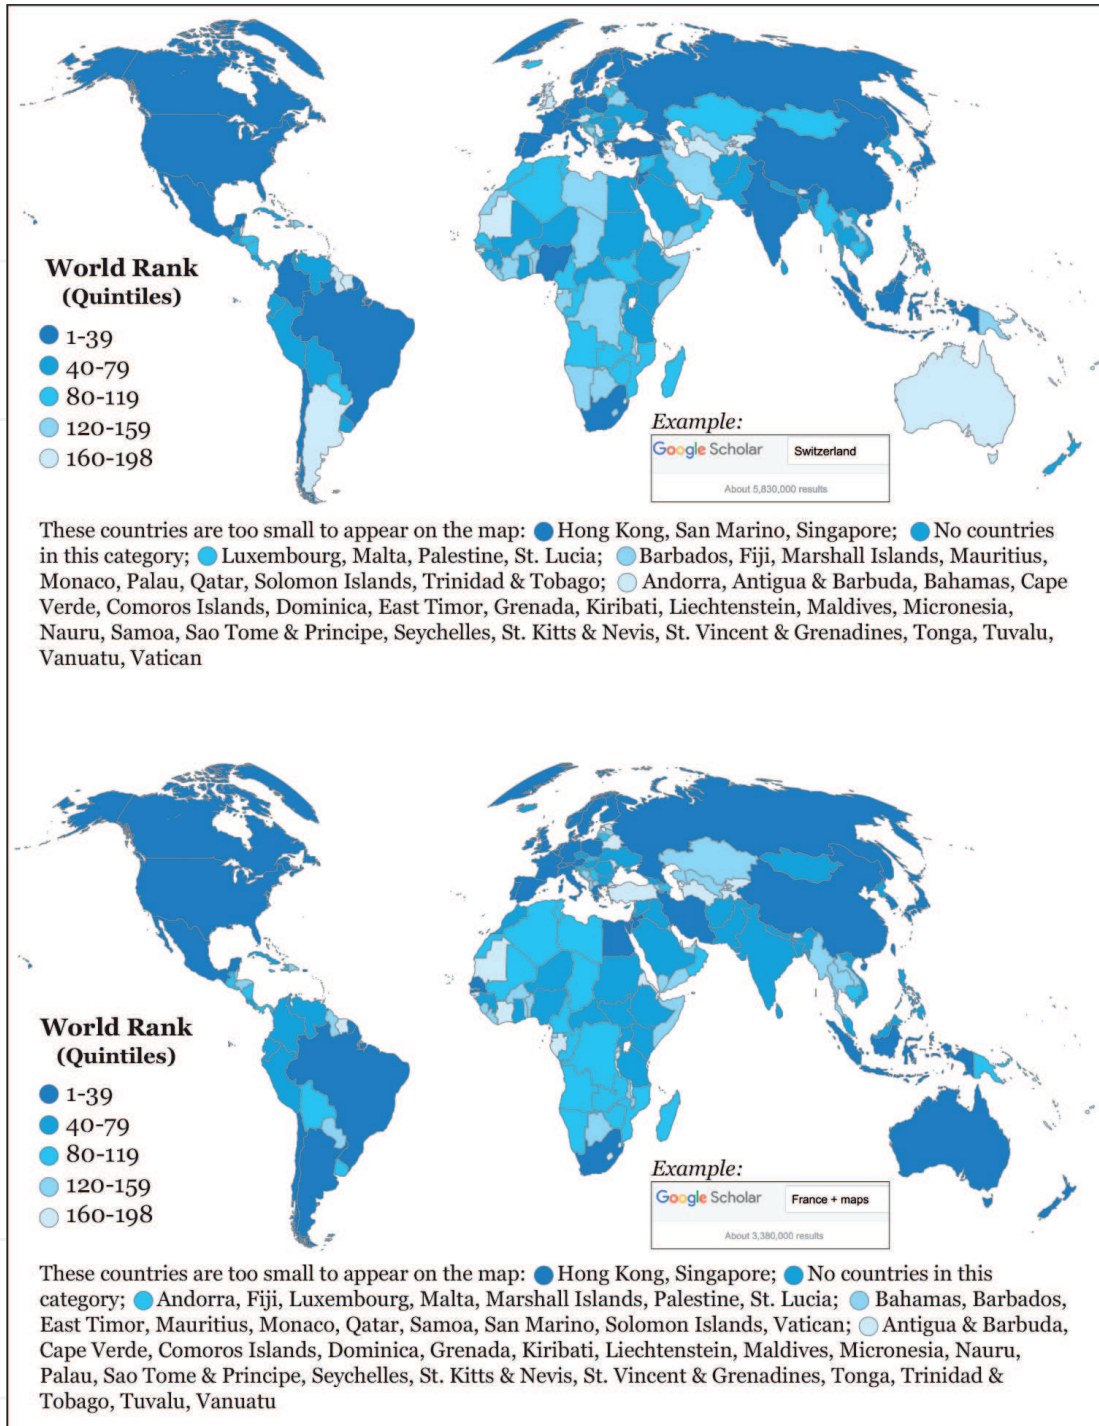 World Rank
(Quintiles)
1-39
40-79
80-119
120-159
160-198
Example:
Google Scholar
Switzerland
About 5,830,000 results
These countries are too small to appear on the map: Hong Kong, San Marino, Singapore; No countries
in this category; Luxembourg, Malta, Palestine, St. Lucia; Barbados, Fiji, Marshall Islands, Mauritius,
Monaco, Palau, Qatar, Solomon Islands, Trinidad & Tobago; Andorra, Antigua & Barbuda, Bahamas, Cape
Verde, Comoros Islands, Dominica, East Timor, Grenada, Kiribati, Liechtenstein, Maldives, Micronesia,
Nauru, Samoa, Sao Tome & Principe, Seychelles, St. Kitts & Nevis, St. Vincent & Grenadines, Tonga, Tuvalu,
Vanuatu, Vatican
World Rank
(Quintiles)
1-39
40-79
80-119
120-159
160-198
Example:
Google Scholar
France + maps
About 3,380,000 results
These countries are too small to appear on the map: Hong Kong, Singapore; No countries in this
category; Andorra, Fiji, Luxembourg, Malta, Marshall Islands, Palestine, St. Lucia; Bahamas, Barbados,
East Timor, Mauritius, Monaco, Qatar, Samoa, San Marino, Solomon Islands, Vatican; Antigua & Barbuda,
Cape Verde, Comoros Islands, Dominica, Grenada, Kiribati, Liechtenstein, Maldives, Micronesia, Nauru,
Palau, Sao Tome & Principe, Seychelles, St. Kitts & Nevis, St. Vincent & Grenadines, Tonga, Trinidad &
Tobago, Tuvalu, Vanuatu